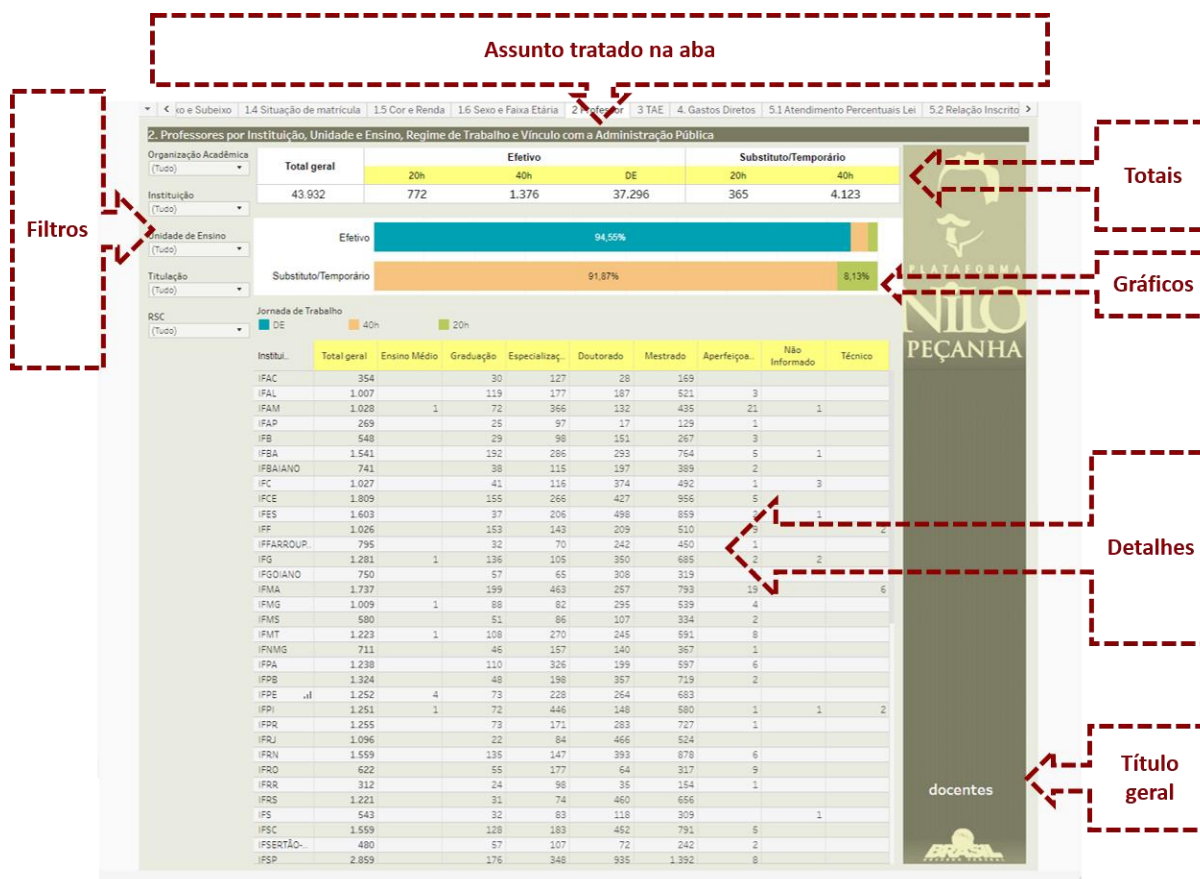 Assunto tratado na aba
xo e Subeixo 1.4 Situação de matrícula 1.5 Cor e Renda 1.6 Sexo e Faixa Etária 2 Professor 3 TAE 4. Gastos Diretos 5.1 Atendimento Percentuais Lei 5.2 Relação Inscrito
2. Professores por Instituição, Unidade e Ensino, Regime de Trabalho e Vínculo com a Administração Pública
Filtros
Organização Acadêmica
(Tudo)
Instituição
(Tudo)
Unidade de Ensino
(Tudo)
Titulação
(Tudo)
RSC
(Tudo)
Total geral Efetivo Substituto/Temporário
20h 40h DE 20h 40h
43.932 772 1.376 37.296 365 4.123
Totais
Efetivo 94,55%
Substituto/Temporário 91,87% 8,13%
Gráficos
PLATAFORMA
NILO
PEÇANHA
Jornada de Trabalho
DE 40h 20h
Institui.. Total geral Ensino Médio Graduação Especializaç.. Doutorado Mestrado Aperfeiçoa.. Não Informado Técnico
IFAC 354 30 127 28 169
IFAL 1.007 119 177 187 521 3
IFAM 1.028 1 72 366 132 435 21 1
IFAP 269 25 97 17 129 1
IFB 548 29 98 151 267 3
IFBA 1.541 192 286 293 764 5 1
IFBAIANO 741 38 115 197 389 2
IFC 1.027 41 116 374 492 1 3
IFCE 1.809 155 266 427 956 5
IFES 1.603 37 206 498 859 1
IFF 1.026 153 143 209 510 9 2
IFFARROUP.. 795 32 70 242 450 1
IFG 1.281 1 136 105 350 685 2 2
IFGOIANO 750 57 65 308 319
IFMA 1.737 199 463 257 793 19 6
IFMG 1.009 1 88 82 295 539 4
IFMS 580 51 86 107 334 2
IFMT 1.223 1 108 270 245 591 8
IFNMG 711 46 157 140 367 1
IFPA 1.238 110 326 199 597 6
IFPB 1.324 48 198 357 719 2
IFPE 1.252 4 73 228 264 683
IFPI 1.251 1 72 446 148 580 1 1 2
IFPR 1.255 73 171 283 727 1
IFRJ 1.096 22 84 466 524
IFRN 1.559 135 147 393 878 6
IFRO 622 55 177 64 317 9
IFRR 312 24 98 35 154 1
IFRS 1.221 31 74 460 656
IFS 543 32 83 118 309 1
IFSC 1.559 128 183 452 791 5
IFSERTÃO-.. 480 57 107 72 242 2
IFSP 2.859 176 348 935 1.392 8
Detalhes
Título
geral
docentes
BRASIL